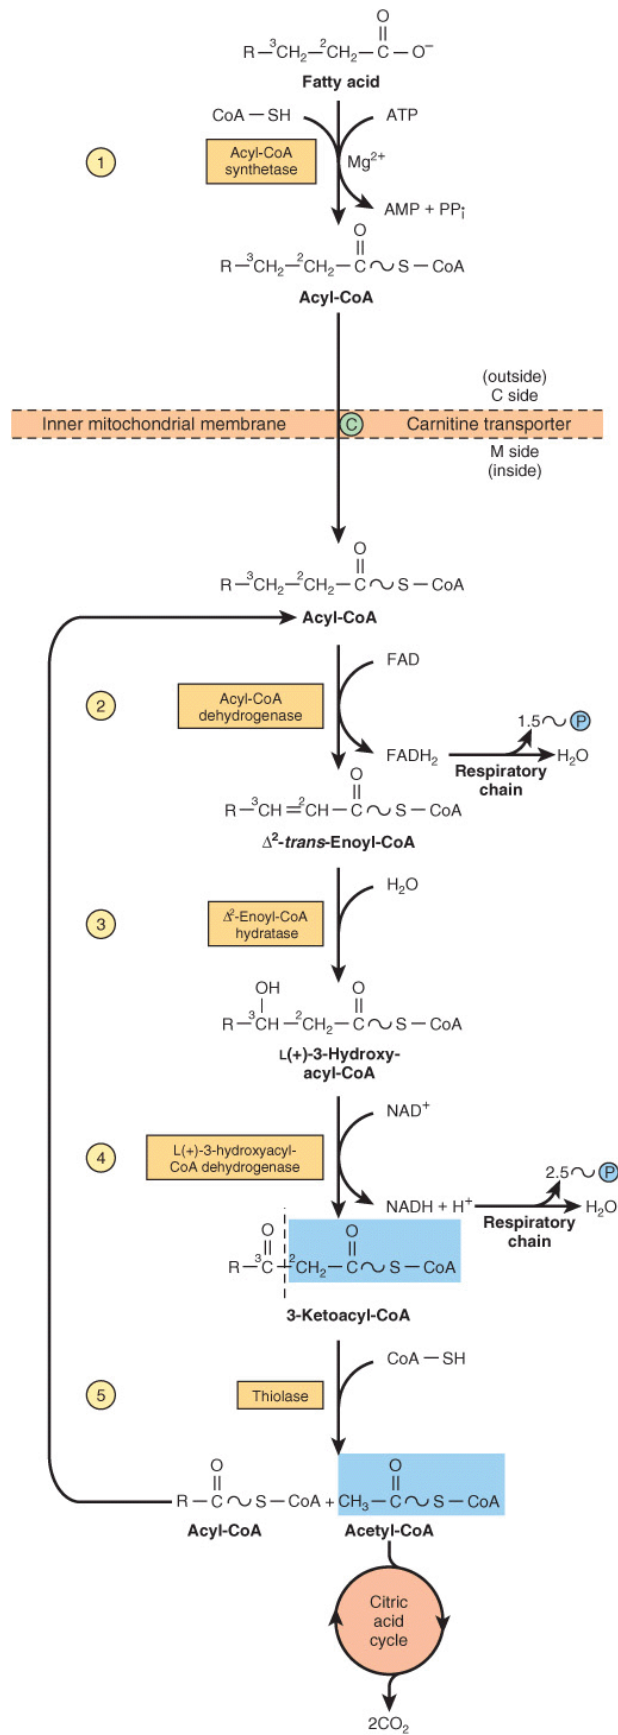 O
R—³CH₂—²CH₂—C—O⁻
Fatty acid
CoA—SH ATP
1 Acyl-CoA
synthetase Mg²⁺
AMP + PPi
O
R—³CH₂—²CH₂—C~S—CoA
Acyl-CoA
(outside)
C side
Inner mitochondrial membrane C Carnitine transporter
M side
(inside)
O
R—³CH₂—²CH₂—C~S—CoA
Acyl-CoA
FAD
2 Acyl-CoA
dehydrogenase
1.5~P
FADH₂ H₂O
Respiratory
chain
O
R—³CH=²CH—C~S—CoA
Δ²-trans-Enoyl-CoA
H₂O
3 Δ²-Enoyl-CoA
hydratase
OH O
R—³CH—²CH₂—C~S—CoA
L(+)-3-Hydroxy-
acyl-CoA
NAD⁺
4 L(+)-3-hydroxyacyl-
CoA dehydrogenase
2.5~P
NADH + H⁺ H₂O
Respiratory
chain
O O
R—³C—²CH₂—C~S—CoA
3-Ketoacyl-CoA
CoA—SH
5 Thiolase
O O
R—C~S—CoA + CH₃—C~S—CoA
Acyl-CoA Acetyl-CoA
Citric
acid
cycle
2CO₂